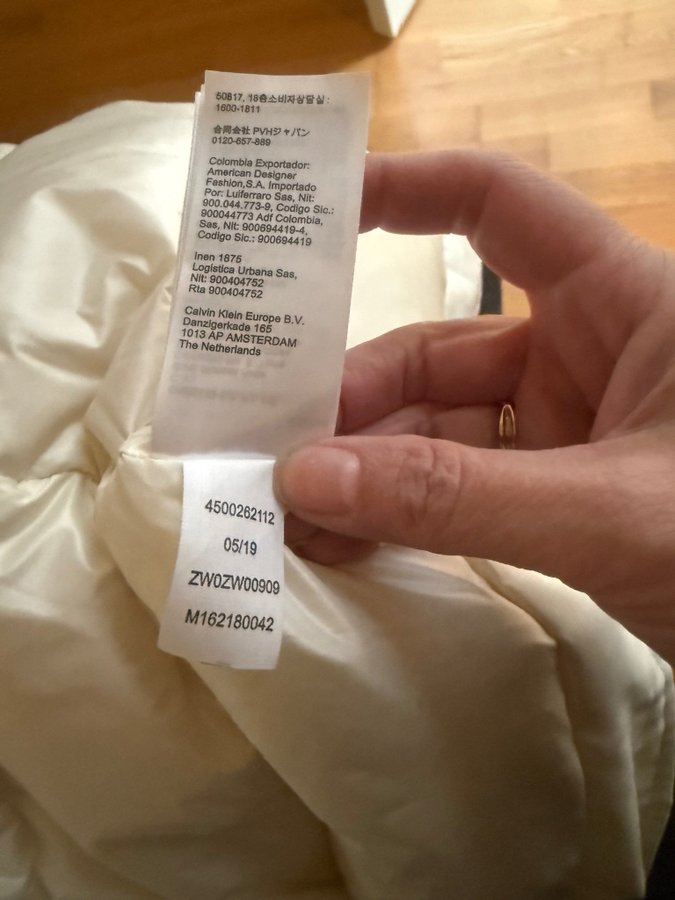 50817, 18층소비자상담실 :
1600-1811
合同会社 PVHジャパン
0120-657-889
Colombia Exportador:
American Designer
Fashion,S.A. Importado
Por: Luiferraro Sas, Nit:
900.044.773-9, Codigo Sic.:
900044773 Adf Colombia,
Sas, Nit: 900694419-4,
Codigo Sic.: 900694419
Inen 1875
Logistica Urbana Sas,
Nit: 900404752
Rta 900404752
Calvin Klein Europe B.V.
Danzigerkade 165
1013 AP AMSTERDAM
The Netherlands
4500262112
05/19
ZW0ZW00909
M162180042